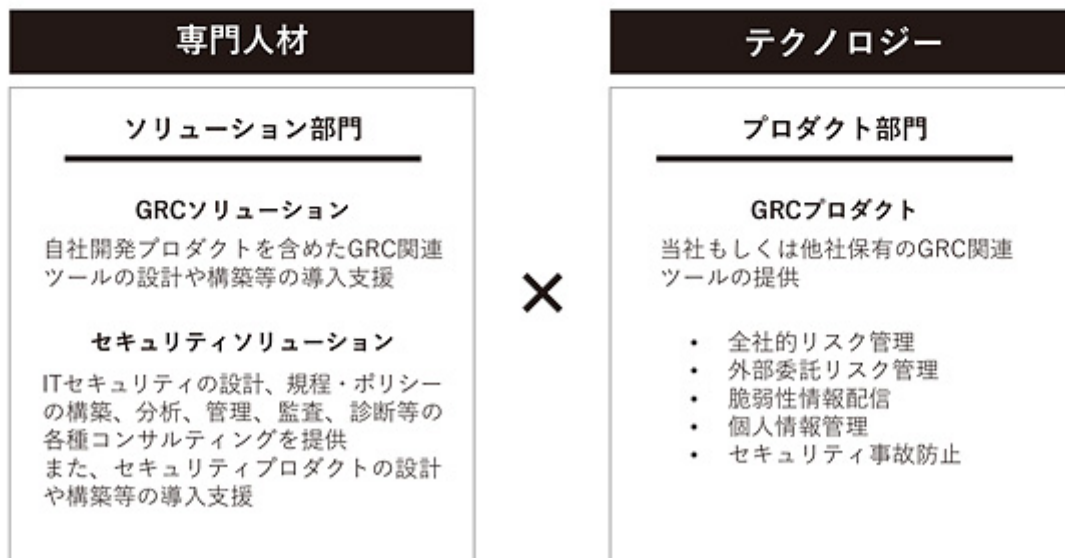 専門人材
ソリューション部門
GRCソリューション
自社開発プロダクトを含めたGRC関連
ツールの設計や構築等の導入支援
セキュリティソリューション
ITセキュリティの設計、規程・ポリシー
の構築、分析、管理、監査、診断等の
各種コンサルティングを提供
また、セキュリティプロダクトの設計
や構築等の導入支援
×
テクノロジー
プロダクト部門
GRCプロダクト
当社もしくは他社保有のGRC関連
ツールの提供
• 全社的リスク管理
• 外部委託リスク管理
• 脆弱性情報配信
• 個人情報管理
• セキュリティ事故防止